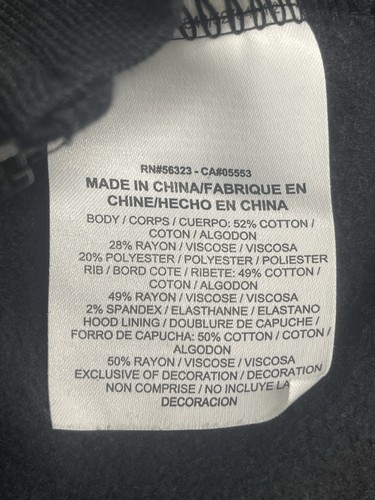 RN#56323 - CA#05553
MADE IN CHINA/FABRIQUE EN
CHINE/HECHO EN CHINA
BODY / CORPS / CUERPO: 52% COTTON /
COTON / ALGODON
28% RAYON / VISCOSE / VISCOSA
20% POLYESTER / POLYESTER / POLIESTER
RIB / BORD COTE / RIBETE: 49% COTTON /
COTON / ALGODON
49% RAYON / VISCOSE / VISCOSA
2% SPANDEX / ELASTHANNE / ELASTANO
HOOD LINING / DOUBLURE DE CAPUCHE /
FORRO DE CAPUCHA: 50% COTTON / COTON /
ALGODON
50% RAYON / VISCOSE / VISCOSA
EXCLUSIVE OF DECORATION / DECORATION
NON COMPRISE / NO INCLUYE LA
DECORACION